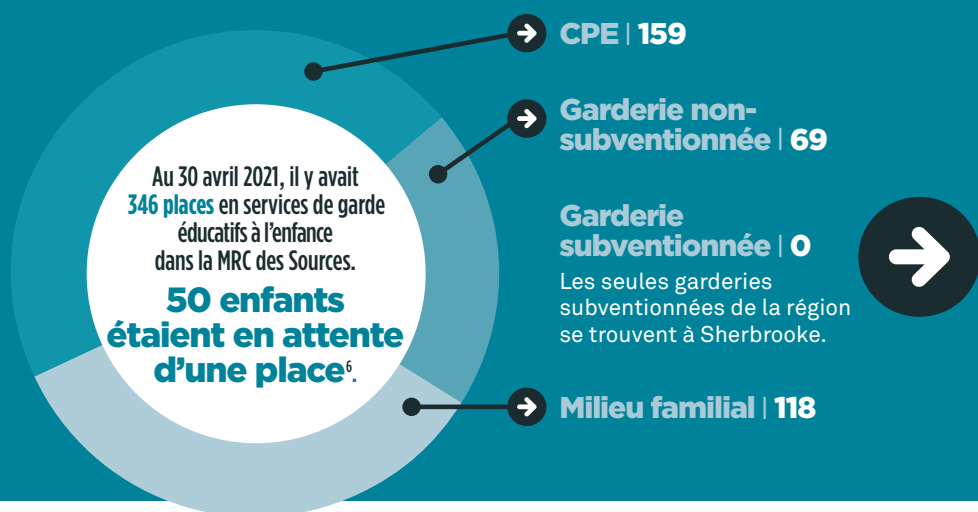 Au 30 avril 2021, il y avait
346 places en services de garde
éducatifs à l'enfance
dans la MRC des Sources.
50 enfants
étaient en attente
d'une place⁶.
CPE | 159
Garderie non-
subventionnée | 69
Garderie
subventionnée | 0
Les seules garderies
subventionnées de la région
se trouvent à Sherbrooke.
Milieu familial | 118